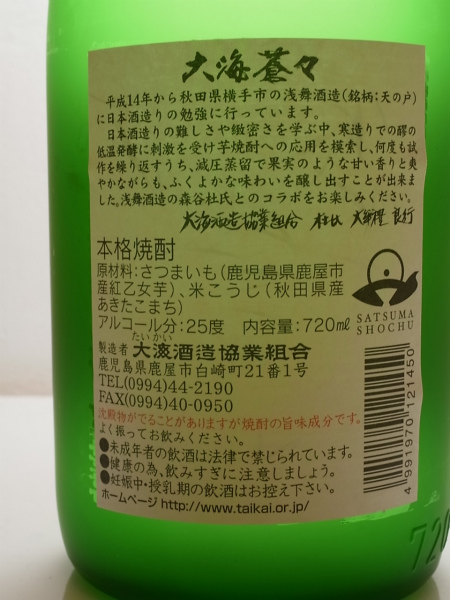 大海蒼々
平成14年から秋田県横手市の浅舞酒造(銘柄:天の戸)
に日本酒造りの勉強に行っています。
日本酒造りの難しさや緻密さを学ぶ中、寒造りでの醪の
低温発酵に刺激を受け芋焼酎への応用を模索し、何度も試
作を繰り返すうち、減圧蒸留で果実のような甘い香りと爽
やかながらも、ふくよかな味わいを醸し出すことが出来ま
した。浅舞酒造の森谷杜氏とのコラボをお楽しみください。
大海酒造協業組合 杜氏 大牟禮 良行
本格焼酎
原材料:さつまいも(鹿児島県鹿屋市
産紅乙女芋)、米こうじ(秋田県産
あきたこまち)
アルコール分:25度 内容量:720mℓ
たいかい
製造者 大海酒造協業組合
鹿児島県鹿屋市白崎町21番1号
TEL(0994)44-2190
FAX(0994)40-0950
沈殿物がでることがありますが焼酎の旨味成分です。
よく振ってお飲みください。
●未成年者の飲酒は法律で禁じられています。
●健康の為、飲みすぎに注意しましょう。
●妊娠中・授乳期の飲酒はお控え下さい。
ホームページ http://www.taikai.or.jp/
SATSUMA
SHOCHU
4 991970 121450
720